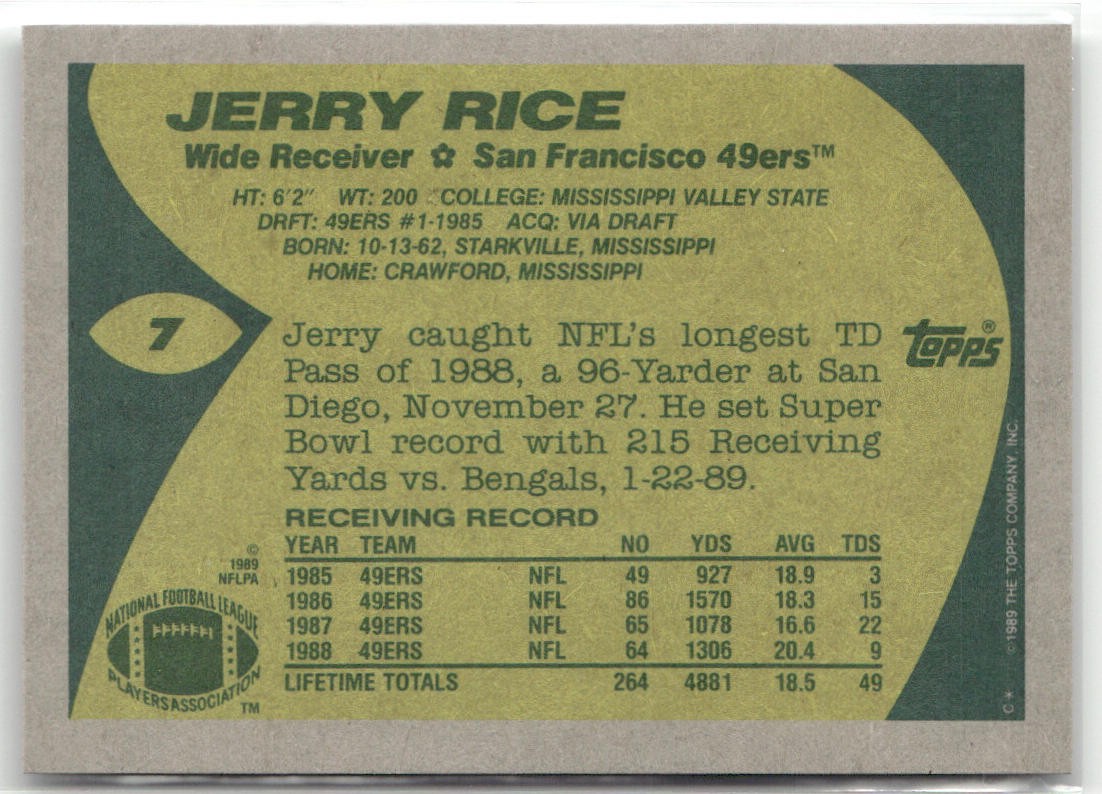 JERRY RICE
Wide Receiver ✿ San Francisco 49ers™
HT: 6'2" WT: 200 COLLEGE: MISSISSIPPI VALLEY STATE
DRFT: 49ERS #1-1985 ACQ: VIA DRAFT
BORN: 10-13-62, STARKVILLE, MISSISSIPPI
HOME: CRAWFORD, MISSISSIPPI
7
Jerry caught NFL's longest TD
Pass of 1988, a 96-Yarder at San
Diego, November 27. He set Super
Bowl record with 215 Receiving
Yards vs. Bengals, 1-22-89.
topps®
RECEIVING RECORD
YEAR TEAM NO YDS AVG TDS
1985 49ERS NFL 49 927 18.9 3
1986 49ERS NFL 86 1570 18.3 15
1987 49ERS NFL 65 1078 16.6 22
1988 49ERS NFL 64 1306 20.4 9
LIFETIME TOTALS 264 4881 18.5 49
©
1989
NFLPA
NATIONAL FOOTBALL LEAGUE
PLAYERS ASSOCIATION
TM
C* ©1989 THE TOPPS COMPANY, INC.